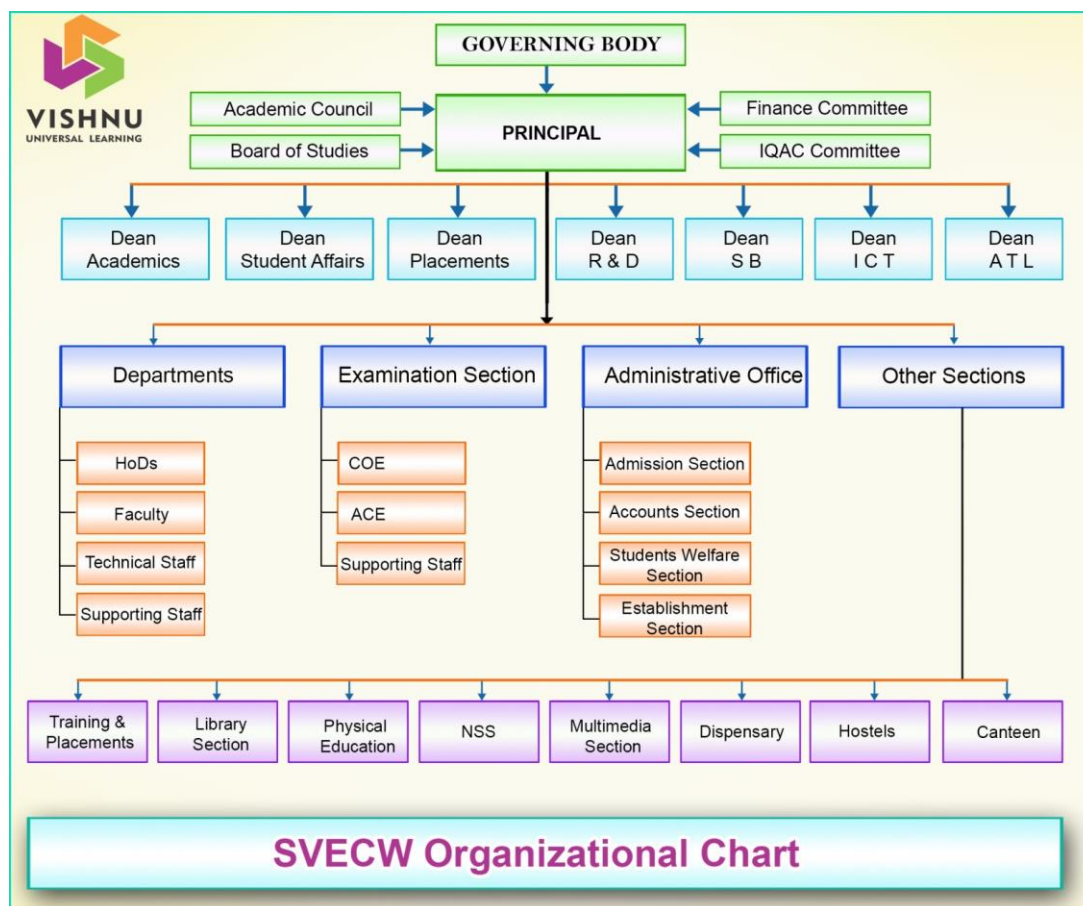 VISHNU
UNIVERSAL LEARNING
GOVERNING BODY
Academic Council
Board of Studies
PRINCIPAL
Finance Committee
IQAC Committee
Dean
Academics
Dean
Student Affairs
Dean
Placements
Dean
R & D
Dean
S B
Dean
I C T
Dean
A T L
Departments
Examination Section
Administrative Office
Other Sections
HoDs
Faculty
Technical Staff
Supporting Staff
COE
ACE
Supporting Staff
Admission Section
Accounts Section
Students Welfare
Section
Establishment
Section
Training &
Placements
Library
Section
Physical
Education
NSS
Multimedia
Section
Dispensary
Hostels
Canteen
SVECW Organizational Chart